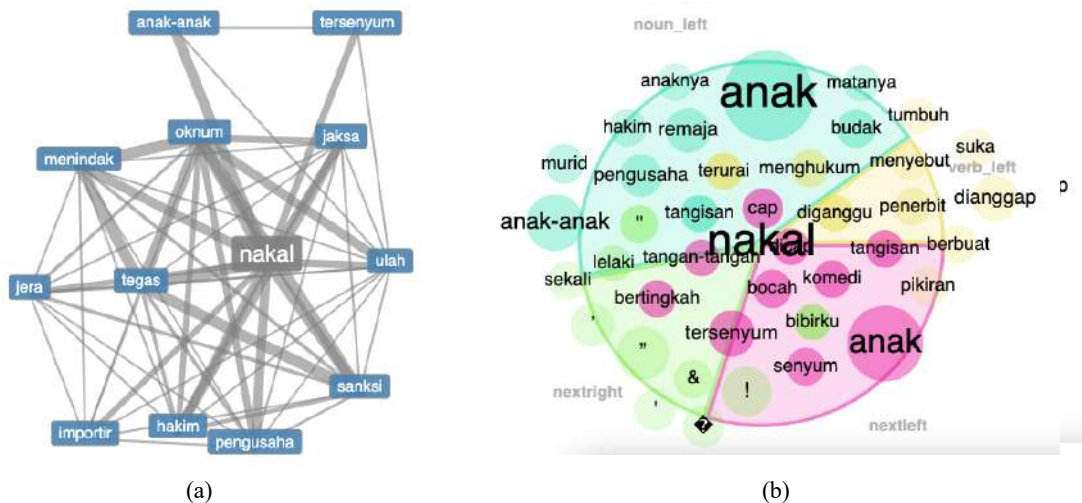 anak-anak
tersenyum
oknum
jaksa
menindak
nakal
ulah
jera
tegas
sanksi
importir
hakim
pengusaha
(a)
noun_left
anaknya
anak
matanya
hakim
remaja
budak
tumbuh
murid
pengusaha
terurai
menghukum
menyebut
suka
verb_left
anak-anak
"
tangisan
cap
diganggu
penerbit
dianggap
p
nakal
lelaki
tangan-tangan
tangisan
berbuat
sekali
bertingkah
bocah
komedi
pikiran
,
"
tersenyum
bibirku
anak
nextright
&
!
senyum
'
�
nextleft
(b)